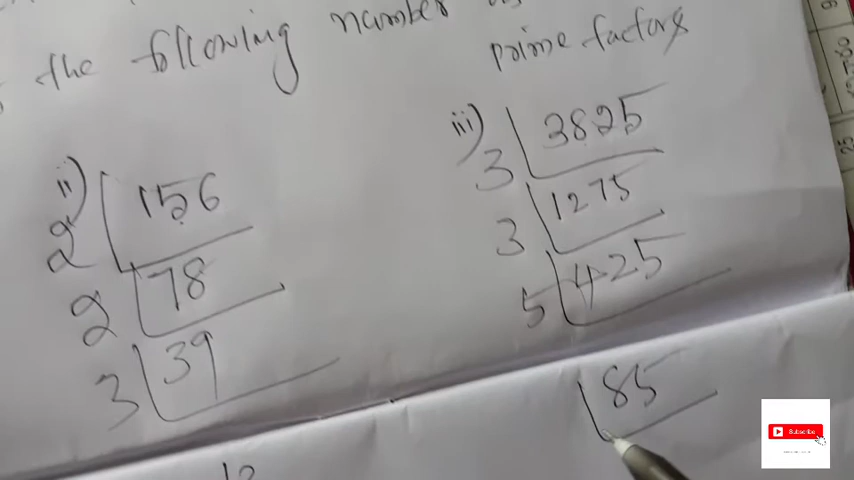 the following number
prime factors
ii)
2 156
2 78
3 39
iii)
3 3825
3 1275
5 425
85
Subscribe